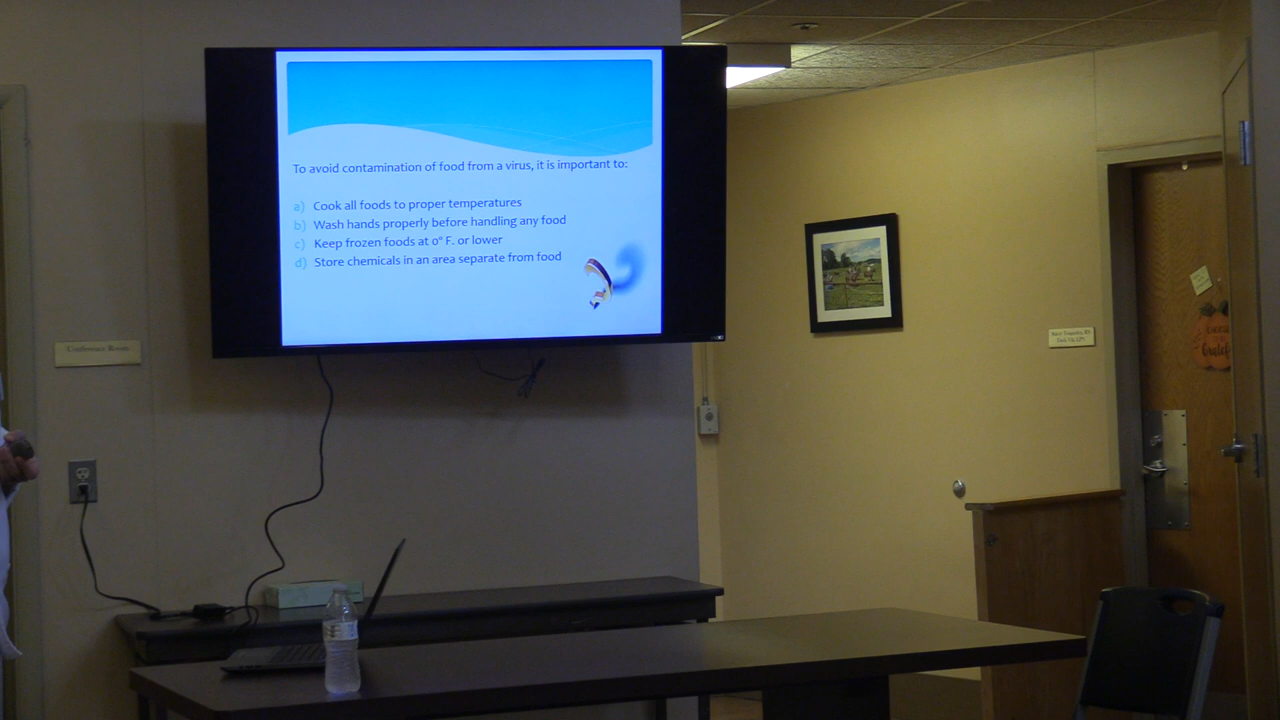 To avoid contamination of food from a virus, it is important to:
a) Cook all foods to proper temperatures
b) Wash hands properly before handling any food
c) Keep frozen foods at 0° F. or lower
d) Store chemicals in an area separate from food
Conference Room